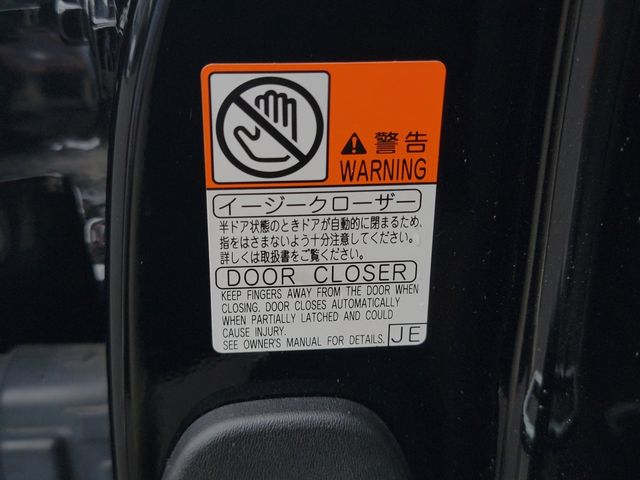 警告
WARNING
イージークローザー
半ドア状態のときドアが自動的に閉まるため、
指をはさまないよう十分注意してください。
詳しくは取扱書をご覧ください。
DOOR CLOSER
KEEP FINGERS AWAY FROM THE DOOR WHEN
CLOSING. DOOR CLOSES AUTOMATICALLY
WHEN PARTIALLY LATCHED AND COULD
CAUSE INJURY.
SEE OWNER'S MANUAL FOR DETAILS.
JE